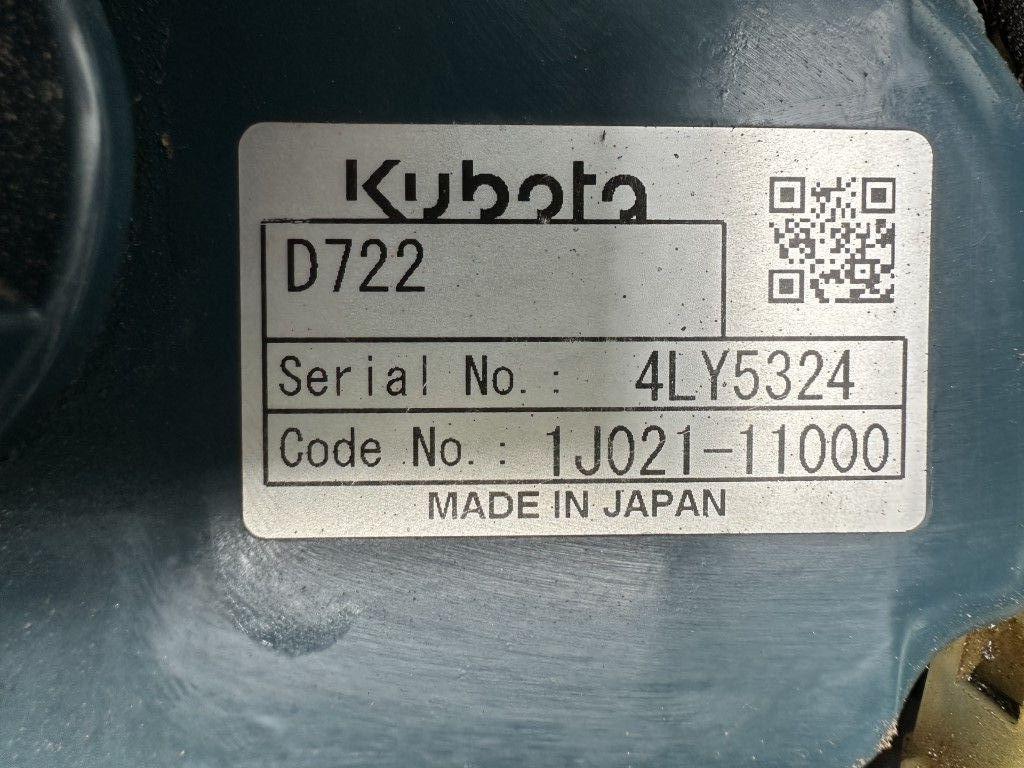 Kubota
D722
Serial No. : 4LY5324
Code No. : 1J021-11000
MADE IN JAPAN